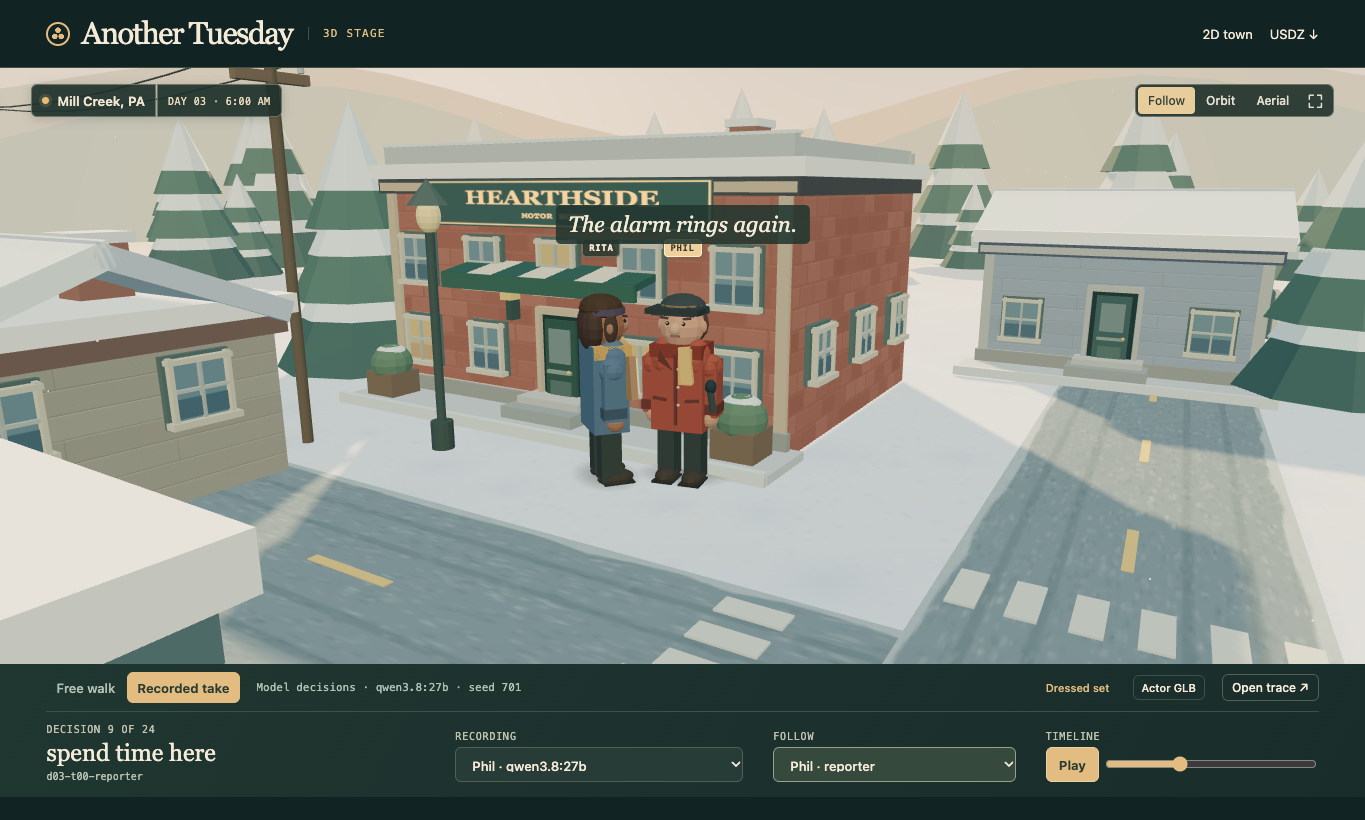 Another Tuesday
3D STAGE
2D town
USDZ ↓
Mill Creek, PA
DAY 03 · 6:00 AM
Follow
Orbit
Aerial
HEARTHSIDE
MOTOR
The alarm rings again.
RITA
PHIL
Free walk
Recorded take
Model decisions · qwen3.8:27b · seed 701
Dressed set
Actor GLB
Open trace ↗
DECISION 9 OF 24
spend time here
d03-t00-reporter
RECORDING
Phil · qwen3.8:27b
FOLLOW
Phil · reporter
TIMELINE
Play